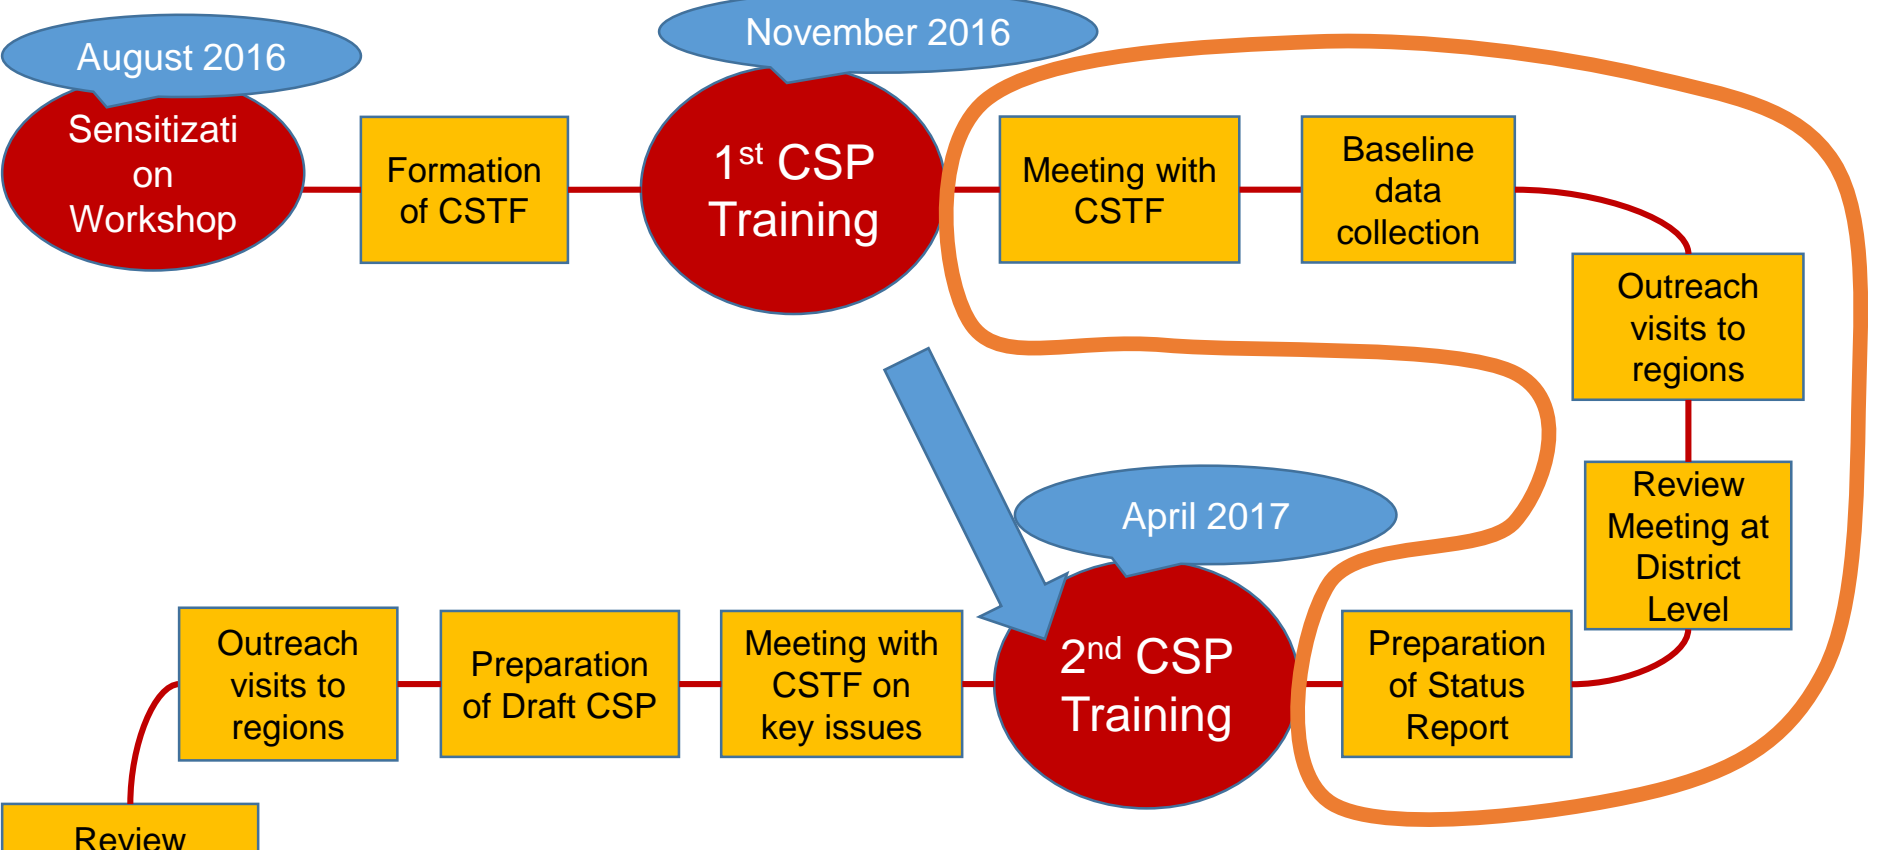 August 2016
Sensitizati
on
Workshop
Formation
of CSTF
November 2016
1st CSP
Training
Meeting with
CSTF
Baseline
data
collection
Outreach
visits to
regions
Review
Meeting at
District
Level
Preparation
of Status
Report
April 2017
2nd CSP
Training
Meeting with
CSTF on
key issues
Preparation
of Draft CSP
Outreach
visits to
regions
Review